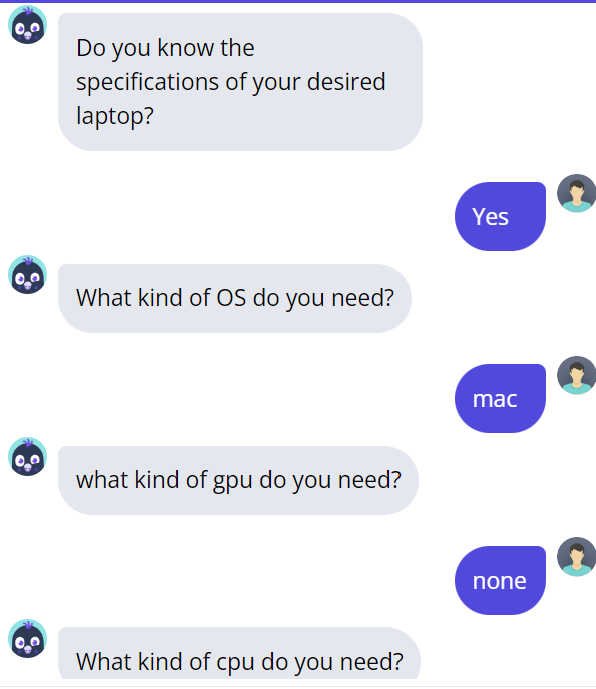 Do you know the
specifications of your desired
laptop?
Yes
What kind of OS do you need?
mac
what kind of gpu do you need?
none
What kind of cpu do you need?